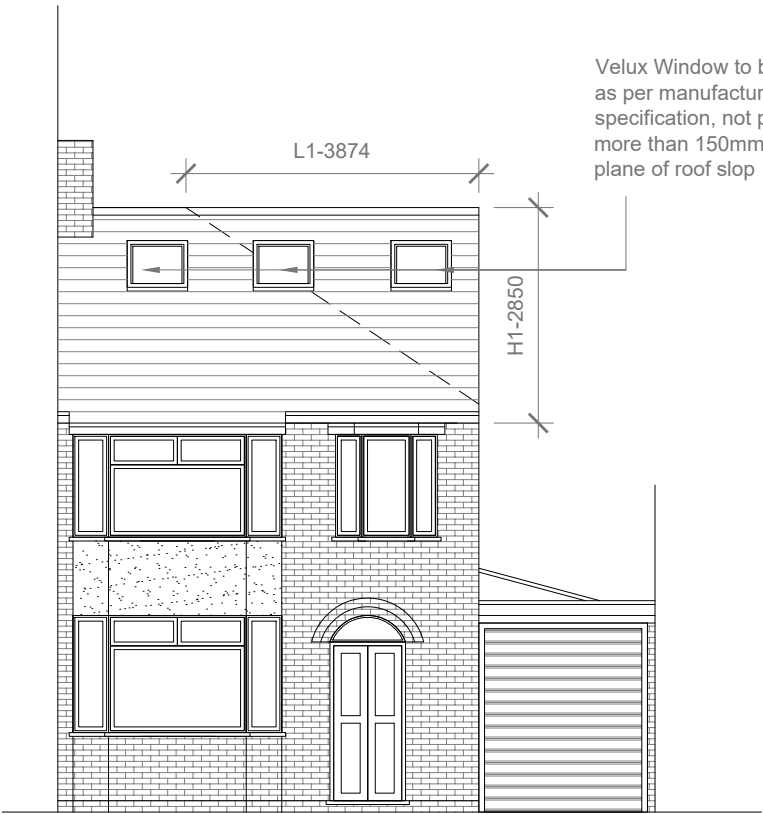 Velux Window to b
as per manufactur
specification, not p
more than 150mm
plane of roof slop
L1-3874
H1-2850